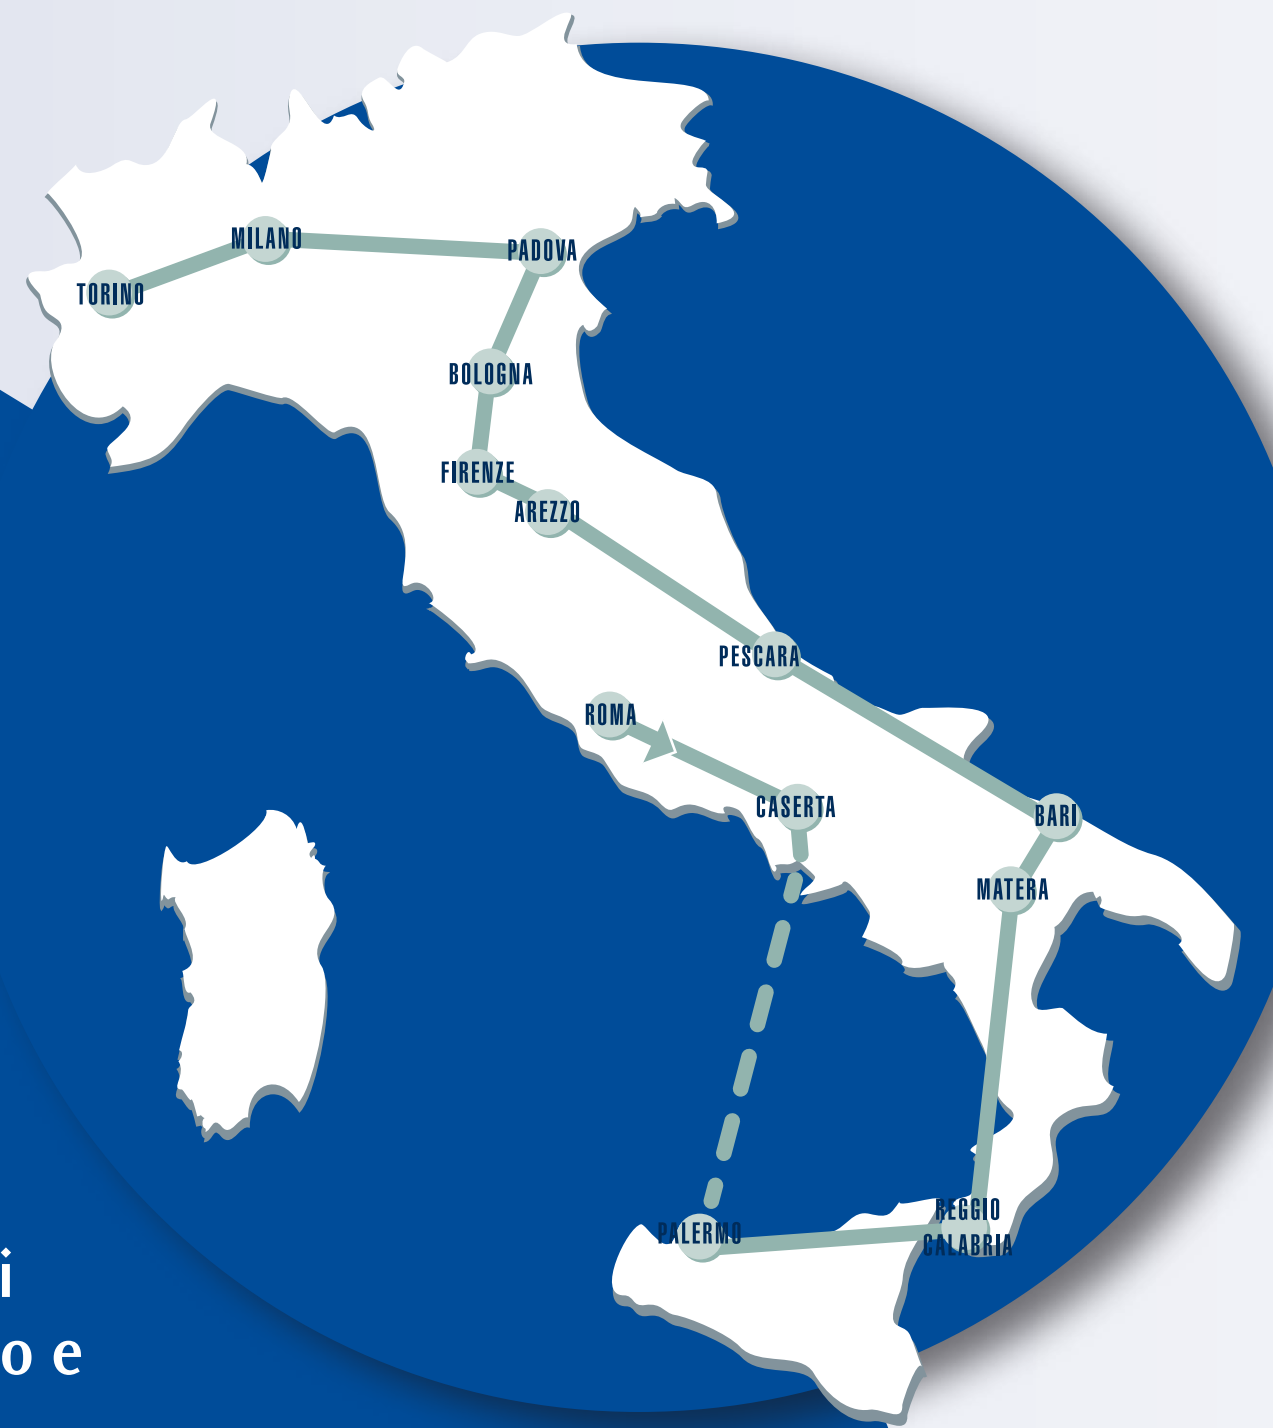 MILANO
PADOVA
TORINO
BOLOGNA
FIRENZE
AREZZO
PESCARA
ROMA
CASERTA
BARI
MATERA
REGGIO
CALABRIA
PALERMO
i
o e